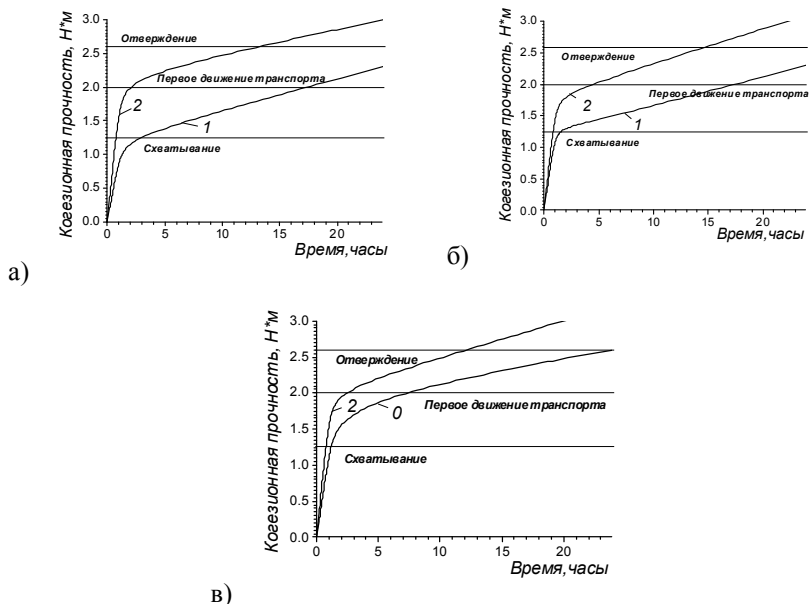 Когезионная прочность, Н*м
3.0
2.5
2.0
1.5
1.0
0.5
0.0
Отверждение
Первое движение транспорта
2
1
Схватывание
0 5 10 15 20
Время,часы
а)
Когезионная прочность, Н*м
3.0
2.5
2.0
1.5
1.0
0.5
0.0
Отверждение
Первое движение транспорта
2
1
Схватывание
0 5 10 15 20
Время,часы
б)
Когезионная прочность, Н*м
3.0
2.5
2.0
1.5
1.0
0.5
0.0
Отверждение
2
0
Первое движение транспорта
Схватывание
0 5 10 15 20
Время,часы
в)